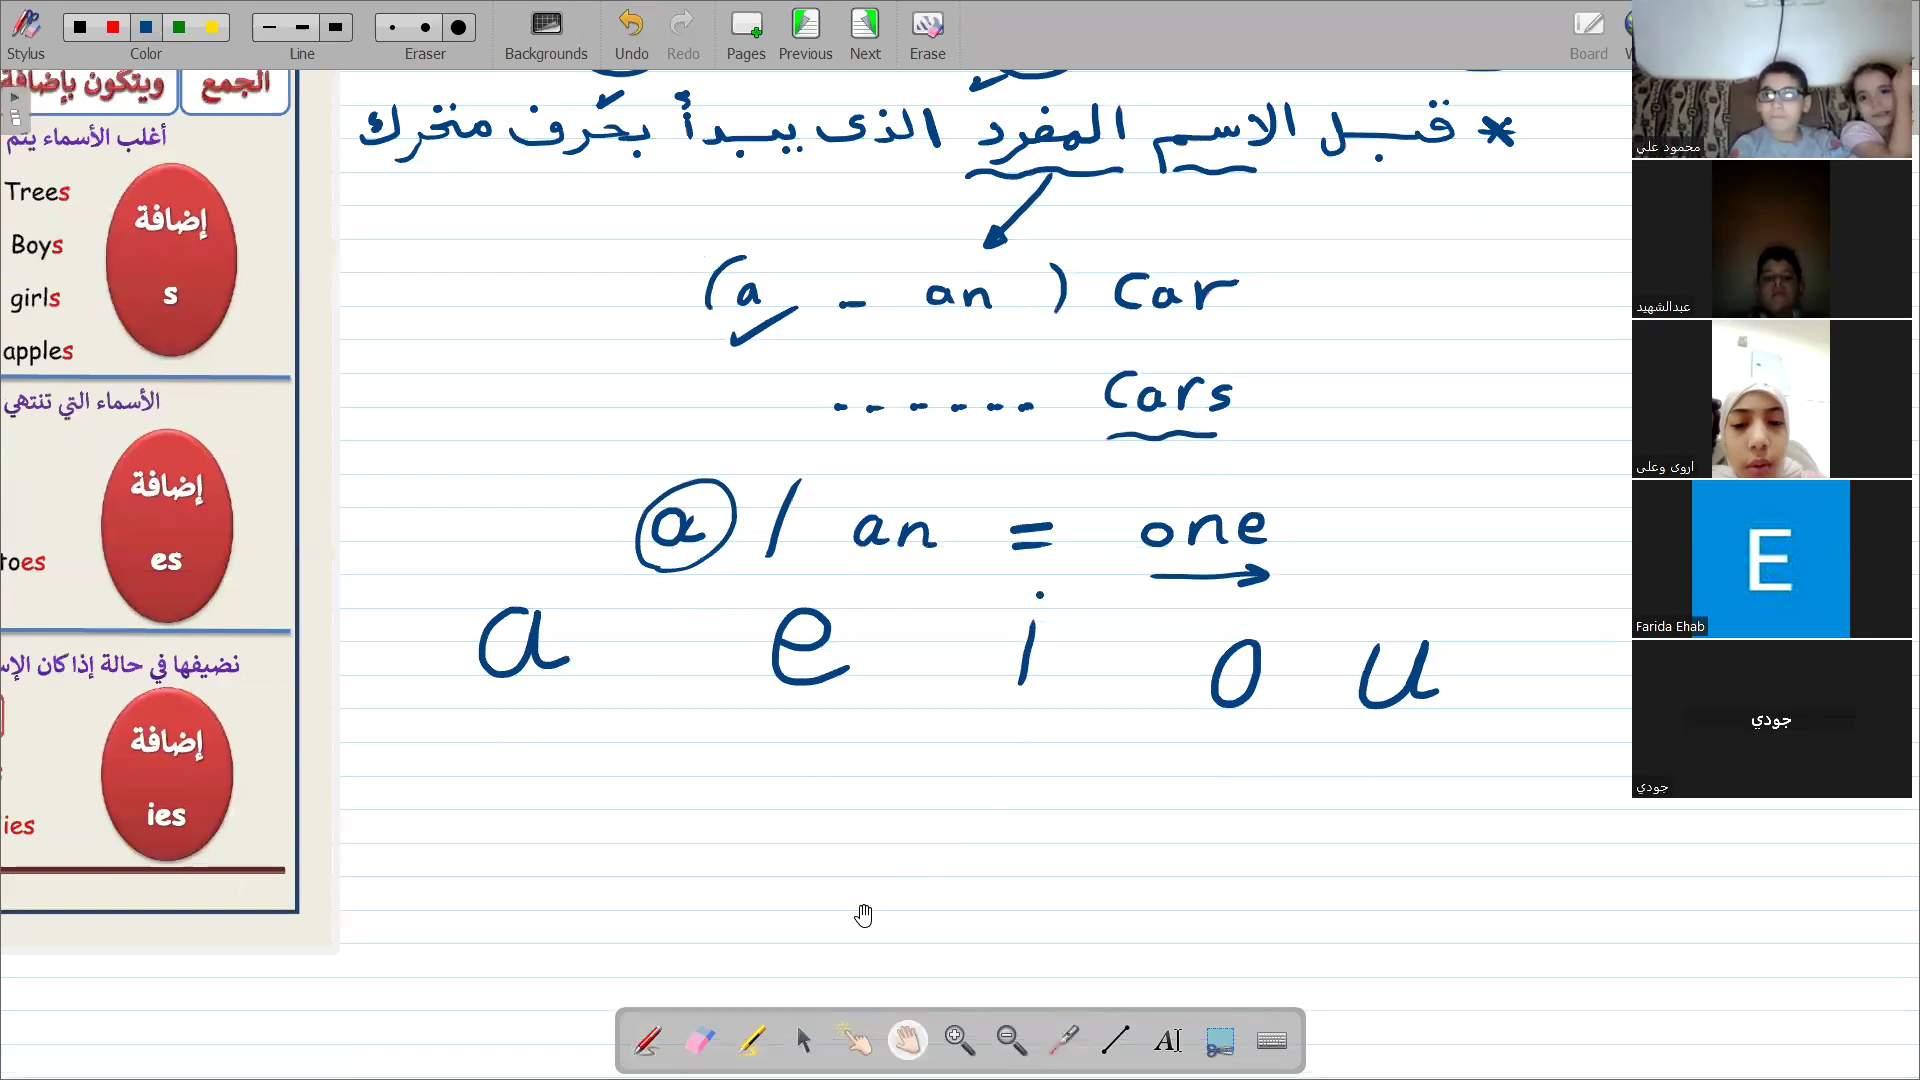 Stylus Color Line Eraser Backgrounds Undo Redo Pages Previous Next Erase Board
الجمع ويتكون بإضافة
أغلب الأسماء يتم
Trees
Boys
girls
apples
إضافة
s
الأسماء التي تنتهي
إضافة
es
toes
نضيفها في حالة إذا كان الإس
إضافة
ies
ies
* قبل الاسم المفرد الذى يبدأ بحرف متحرك
(a - an) Car
------ Cars
a / an = one
a e i o u
محمود علي
عبدالشهيد
اروى وعلى
E
Farida Ehab
جودي
جودي